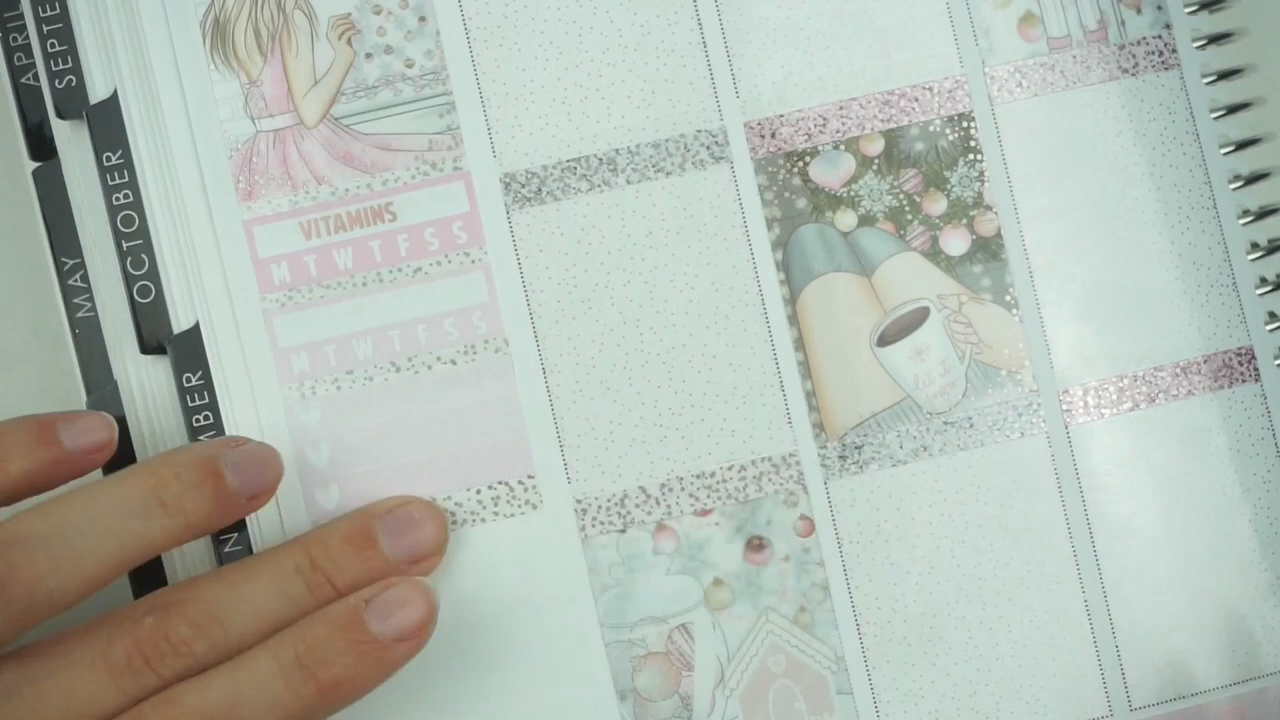 APRIL
SEPTE
OCTOBER
MAY
MBER
N
VITAMINS
M T W T F S S
M T W T F S S